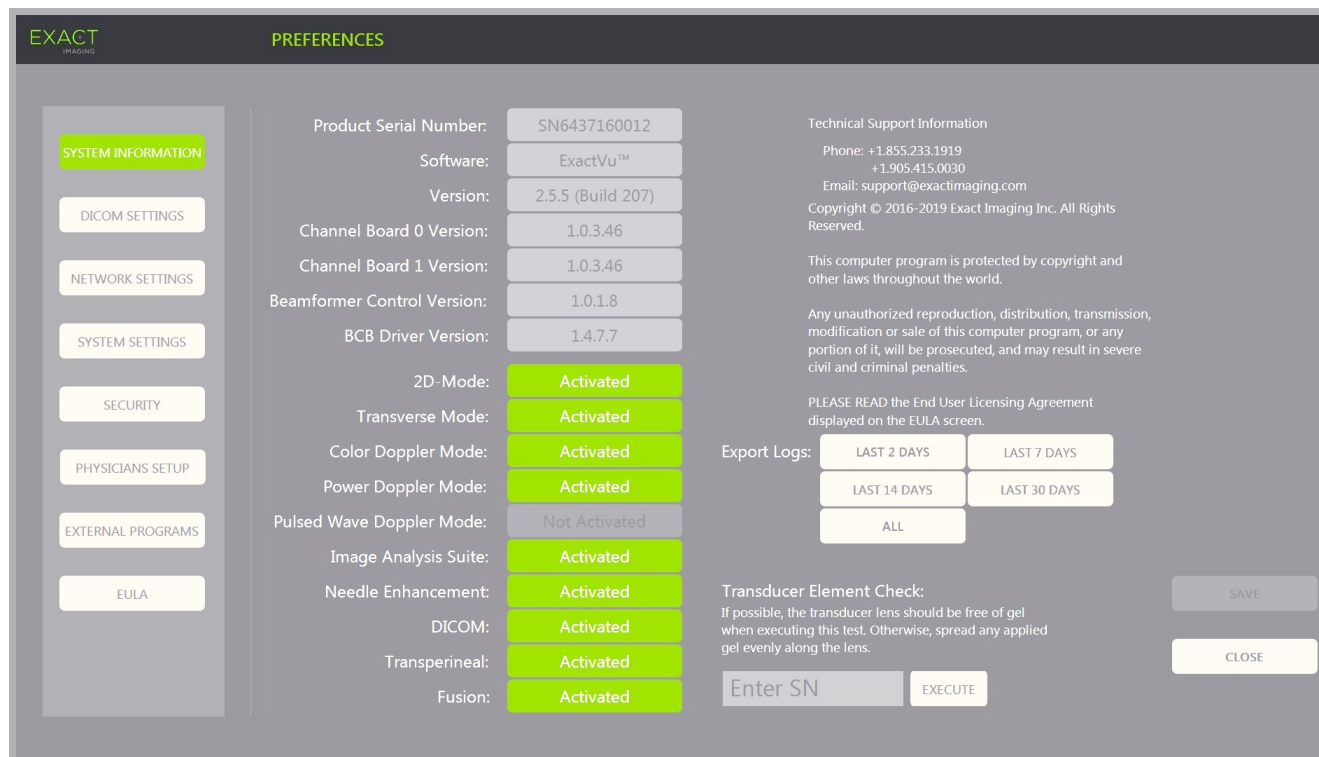 EXACT
IMAGING
PREFERENCES
SYSTEM INFORMATION
DICOM SETTINGS
NETWORK SETTINGS
SYSTEM SETTINGS
SECURITY
PHYSICIANS SETUP
EXTERNAL PROGRAMS
EULA
Product Serial Number: SN6437160012
Software: ExactVu™
Version: 2.5.5 (Build 207)
Channel Board 0 Version: 1.0.3.46
Channel Board 1 Version: 1.0.3.46
Beamformer Control Version: 1.0.1.8
BCB Driver Version: 1.4.7.7
2D-Mode: Activated
Transverse Mode: Activated
Color Doppler Mode: Activated
Power Doppler Mode: Activated
Pulsed Wave Doppler Mode: Not Activated
Image Analysis Suite: Activated
Needle Enhancement: Activated
DICOM: Activated
Transperineal: Activated
Fusion: Activated
Technical Support Information
Phone: +1.855.233.1919
+1.905.415.0030
Email: support@exactimaging.com
Copyright © 2016-2019 Exact Imaging Inc. All Rights
Reserved.
This computer program is protected by copyright and
other laws throughout the world.
Any unauthorized reproduction, distribution, transmission,
modification or sale of this computer program, or any
portion of it, will be prosecuted, and may result in severe
civil and criminal penalties.
PLEASE READ the End User Licensing Agreement
displayed on the EULA screen.
Export Logs: LAST 2 DAYS LAST 7 DAYS
LAST 14 DAYS LAST 30 DAYS
ALL
Transducer Element Check:
If possible, the transducer lens should be free of gel
when executing this test. Otherwise, spread any applied
gel evenly along the lens.
Enter SN EXECUTE
SAVE
CLOSE